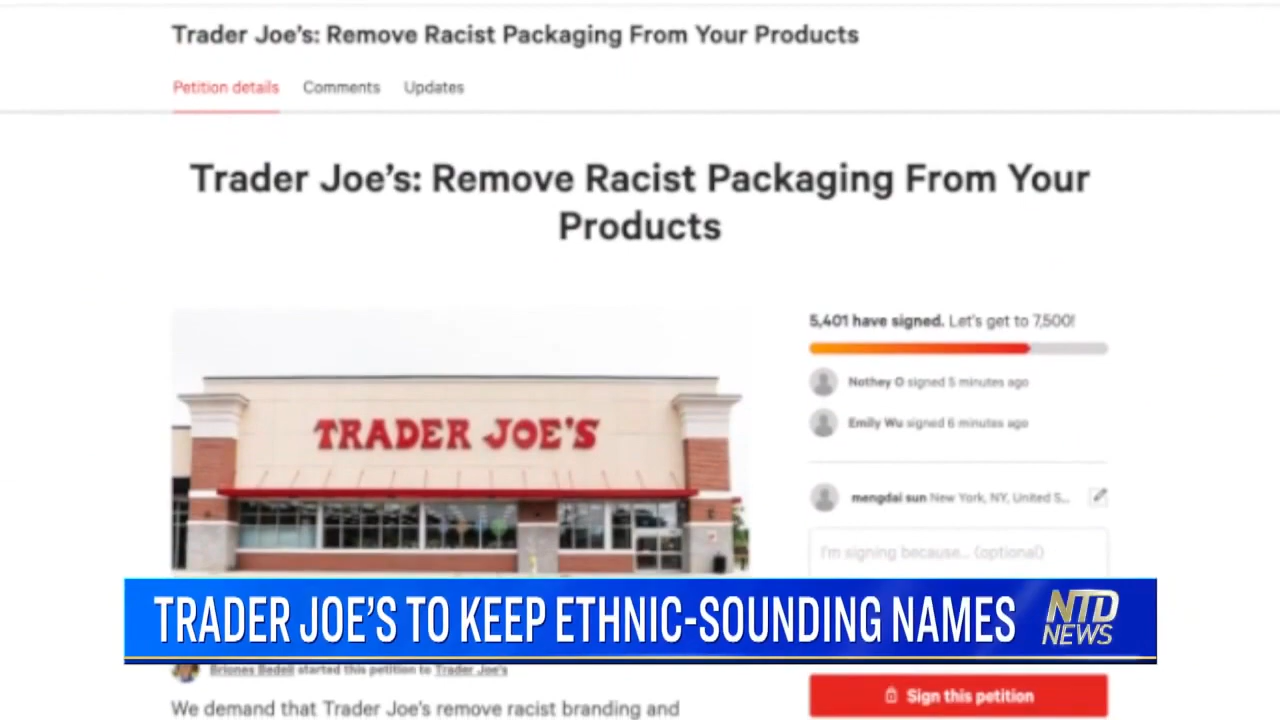 Trader Joe's: Remove Racist Packaging From Your Products
Petition details Comments Updates
Trader Joe's: Remove Racist Packaging From Your
Products
5,401 have signed. Let's get to 7,500!
Nothey O signed 5 minutes ago
Emily Wu signed 6 minutes ago
TRADER JOE'S
mengdai sun New York, NY, United S...
I'm signing because... (optional)
TRADER JOE'S TO KEEP ETHNIC-SOUNDING NAMES
NTD
NEWS
Briones Bedell started this petition to Trader Joe's
Sign this petition
We demand that Trader Joe's remove racist branding and